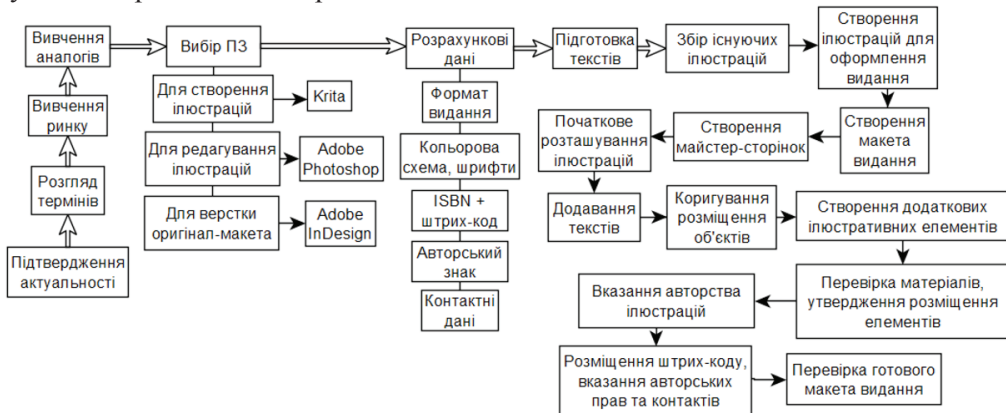 Вивчення
аналогів
Вибір ПЗ
Розрахункові
дані
Підготовка
текстів
Збір існуючих
ілюстрацій
Створення
ілюстрацій для
оформлення
видання
Вивчення
ринку
Розгляд
термінів
Підтвердження
актуальності
Для створення
ілюстрацій
Krita
Для редагування
ілюстрацій
Adobe
Photoshop
Для верстки
оригінал-макета
Adobe
InDesign
Формат
видання
Кольорова
схема, шрифти
ISBN +
штрих-код
Авторський
знак
Контактні
дані
Створення
макета
видання
Створення
майстер-сторінок
Початкове
розташування
ілюстрацій
Додавання
текстів
Коригування
розміщення
об'єктів
Створення додаткових
ілюстративних елементів
Перевірка матеріалів,
утвердження розміщення
елементів
Вказання авторства
ілюстрацій
Розміщення штрих-коду,
вказання авторських
прав та контактів
Перевірка готового
макета видання